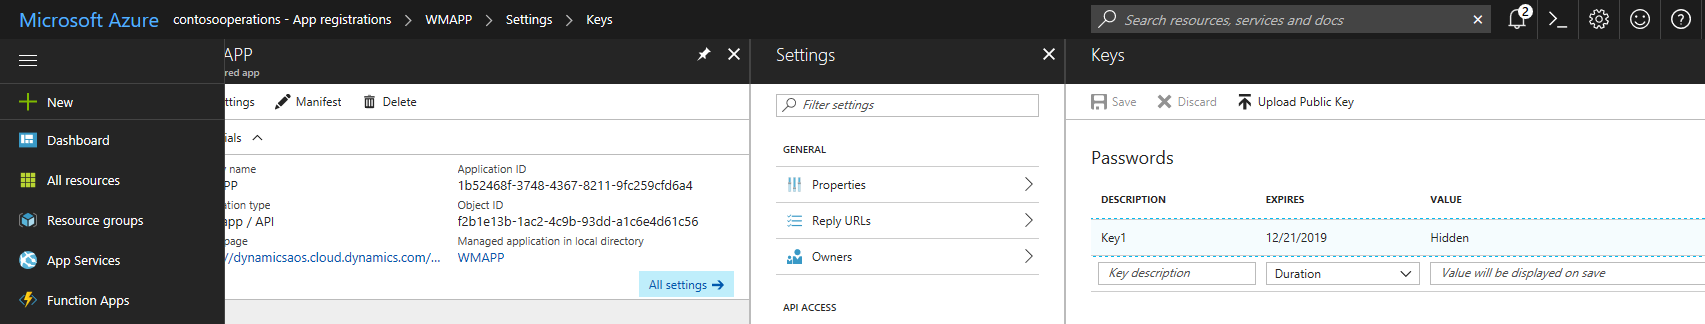 Microsoft Azure contosooperations - App registrations > WMAPP > Settings > Keys
Search resources, services and docs
2
New
Dashboard
All resources
Resource groups
App Services
Function Apps
APP
red app
ttings Manifest Delete
ials
y name
PP
ation type
app / API
page
://dynamicsaos.cloud.dynamics.com/...
Application ID
1b52468f-3748-4367-8211-9fc259cfd6a4
Object ID
f2b1e13b-1ac2-4c9b-93dd-a1c6e4d61c56
Managed application in local directory
WMAPP
All settings
Settings
Filter settings
GENERAL
Properties
Reply URLs
Owners
API ACCESS
Keys
Save Discard Upload Public Key
Passwords
DESCRIPTION EXPIRES VALUE
Key1 12/21/2019 Hidden
Key description Duration Value will be displayed on save